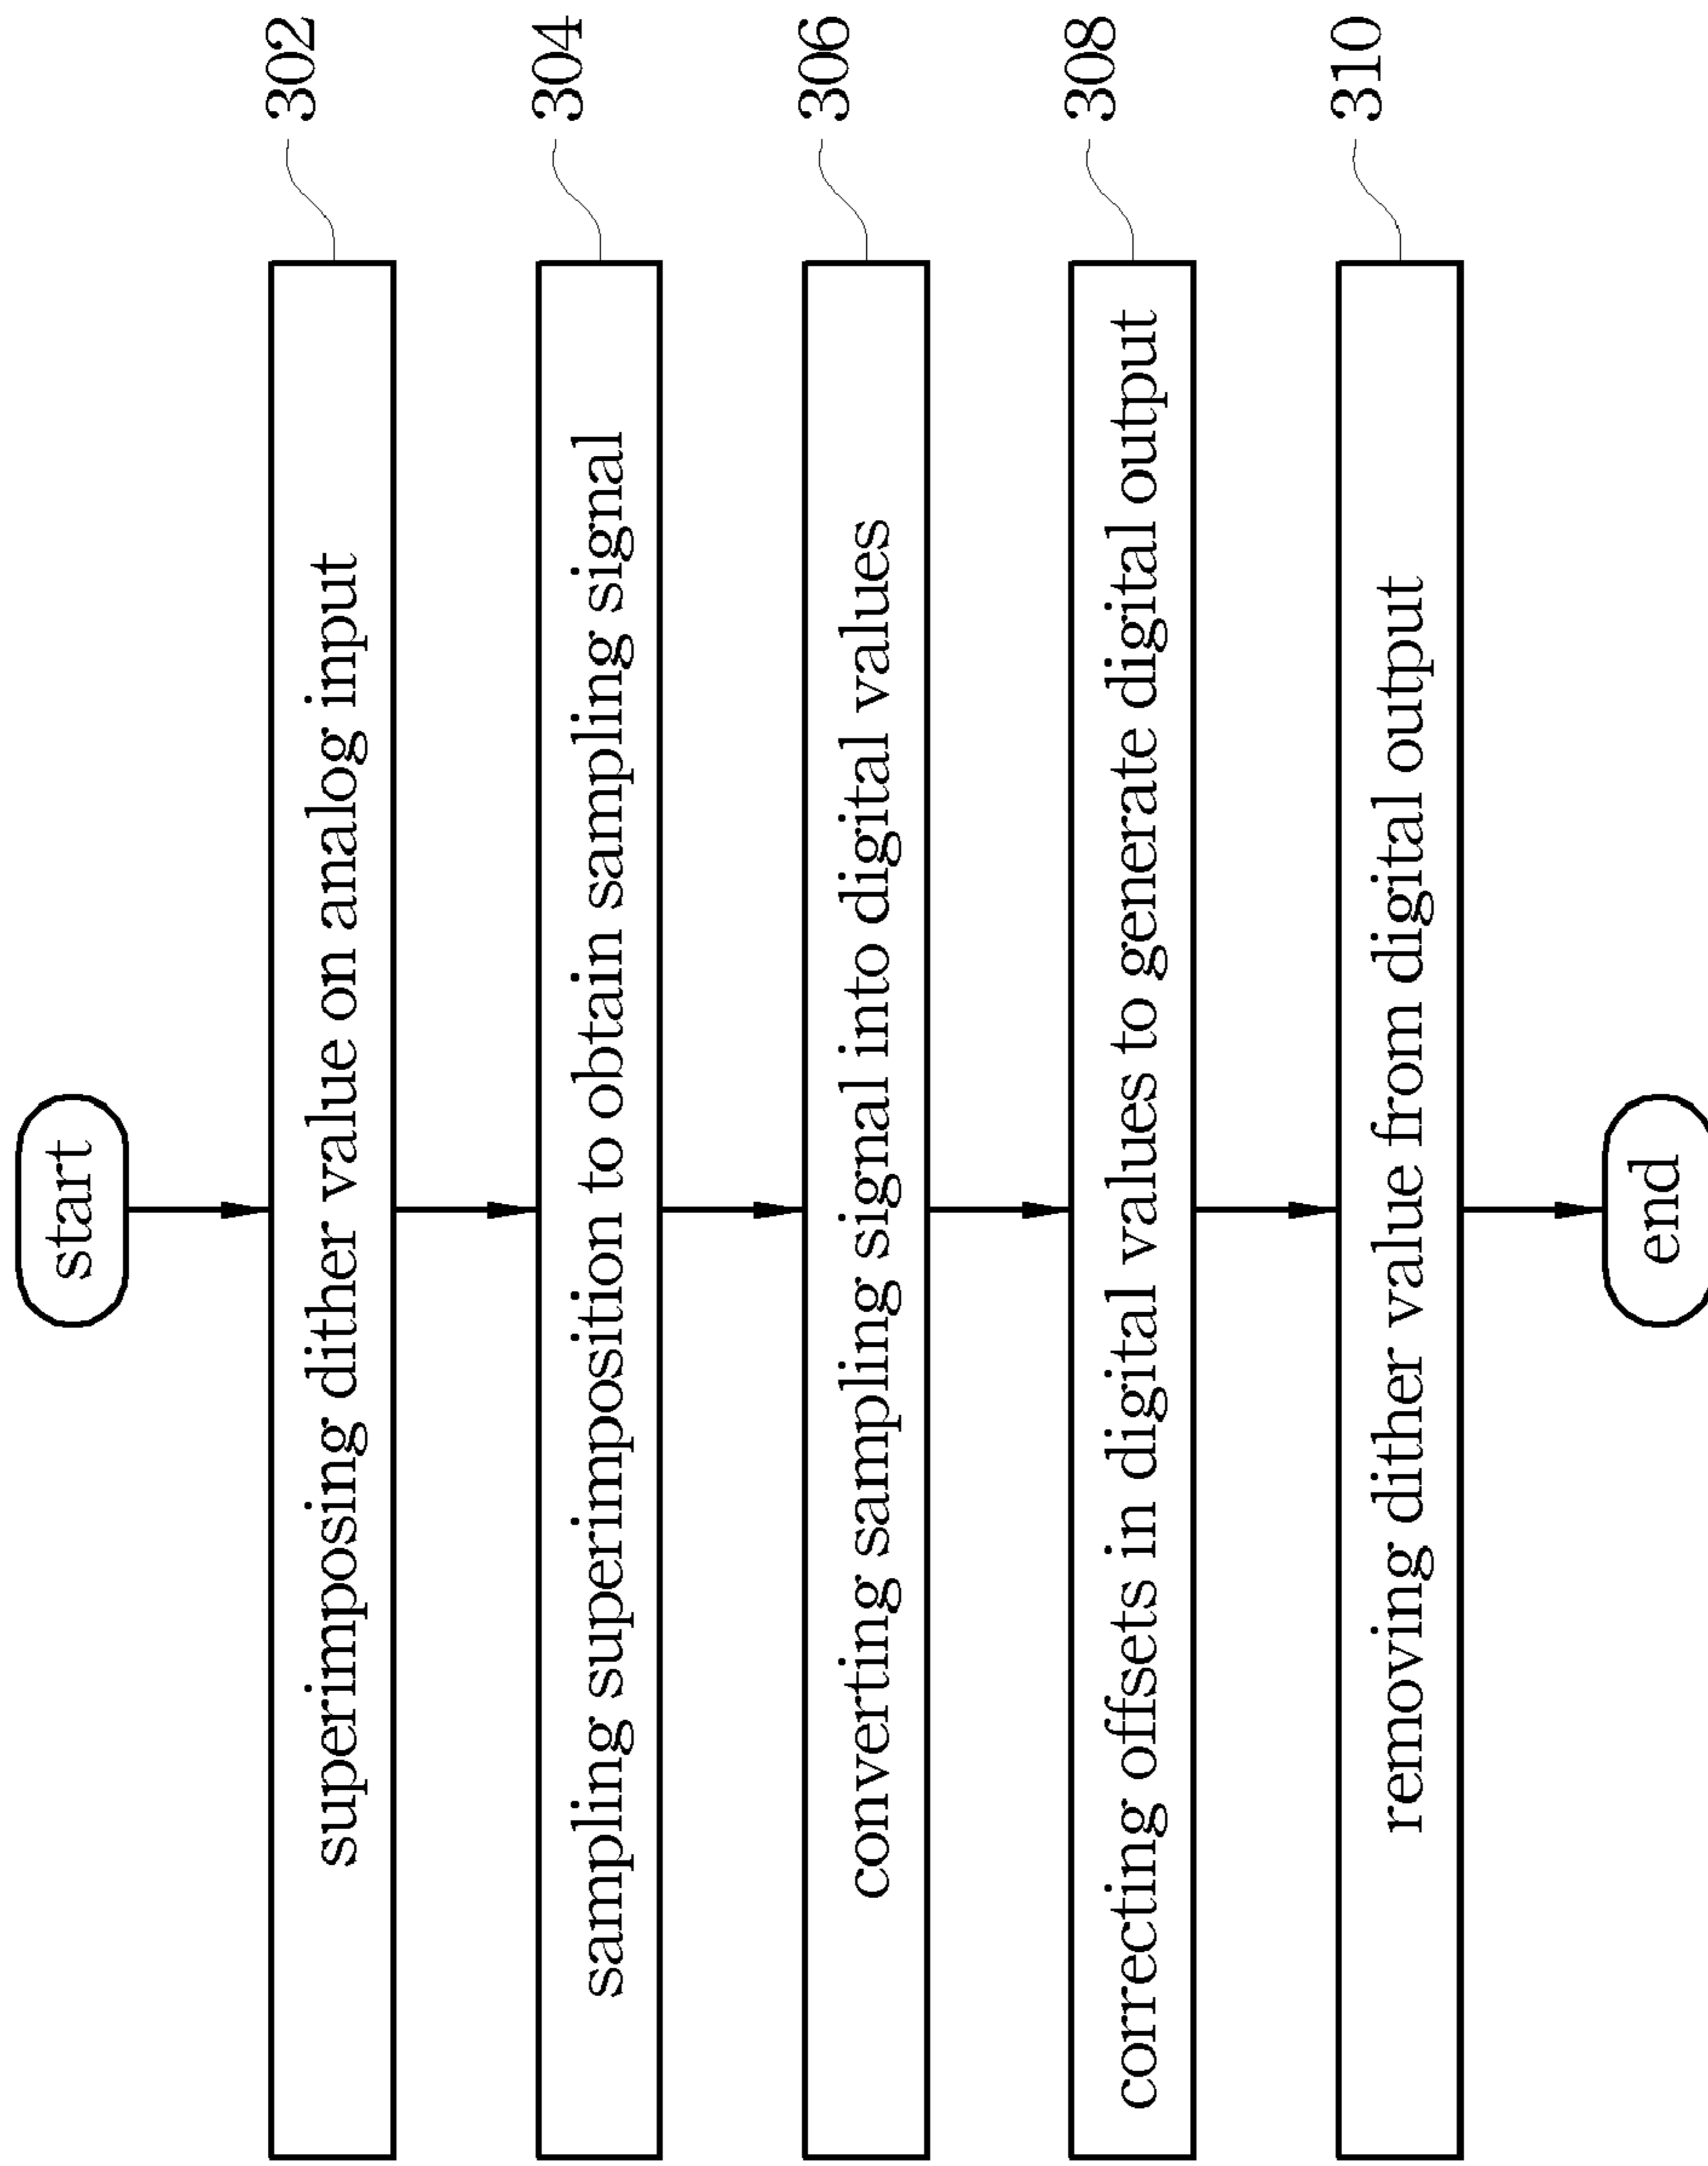 start
superimposing dither value on analog input
302
sampling superimposition to obtain sampling signal
304
converting sampling signal into digital values
306
correcting offsets in digital values to generate digital output
308
removing dither value from digital output
310
end